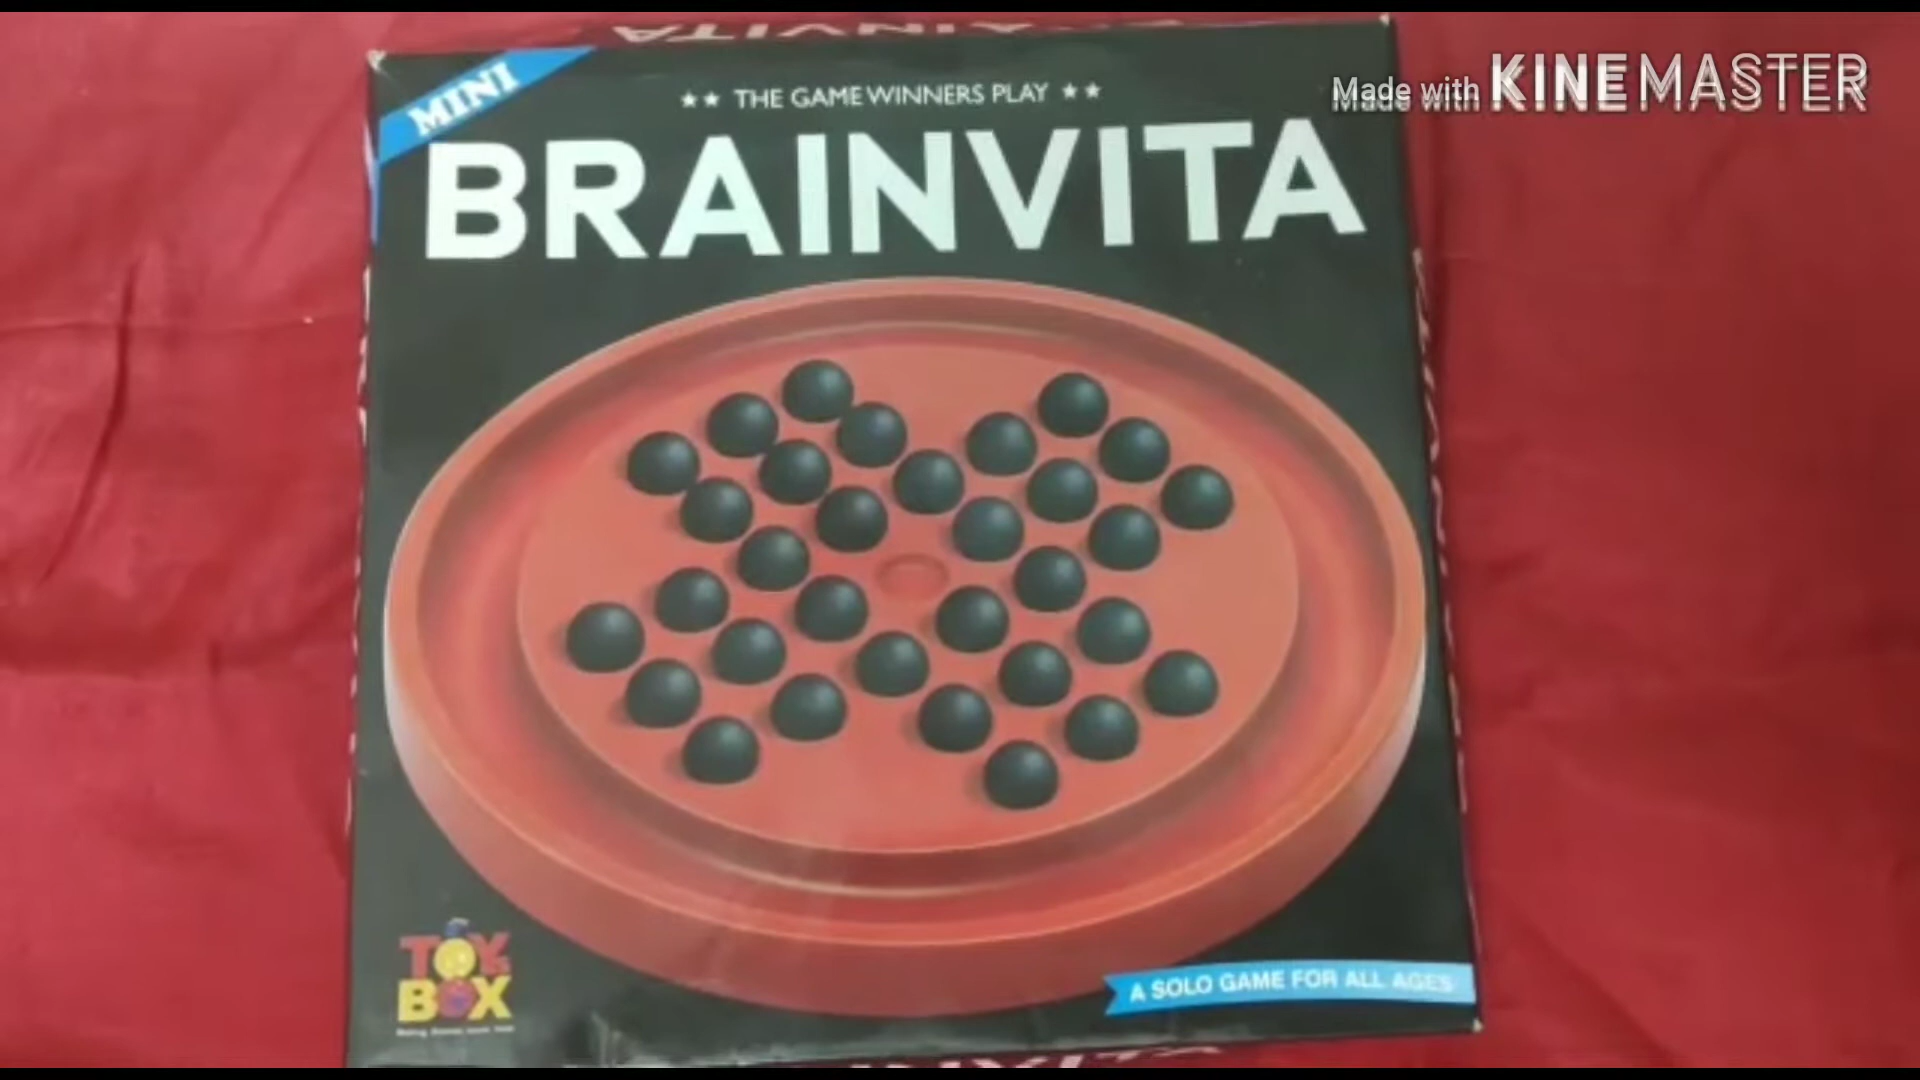 Made with KINEMASTER
MINI
★★ THE GAME WINNERS PLAY ★★
BRAINVITA
TOY
BOX
A SOLO GAME FOR ALL AGES